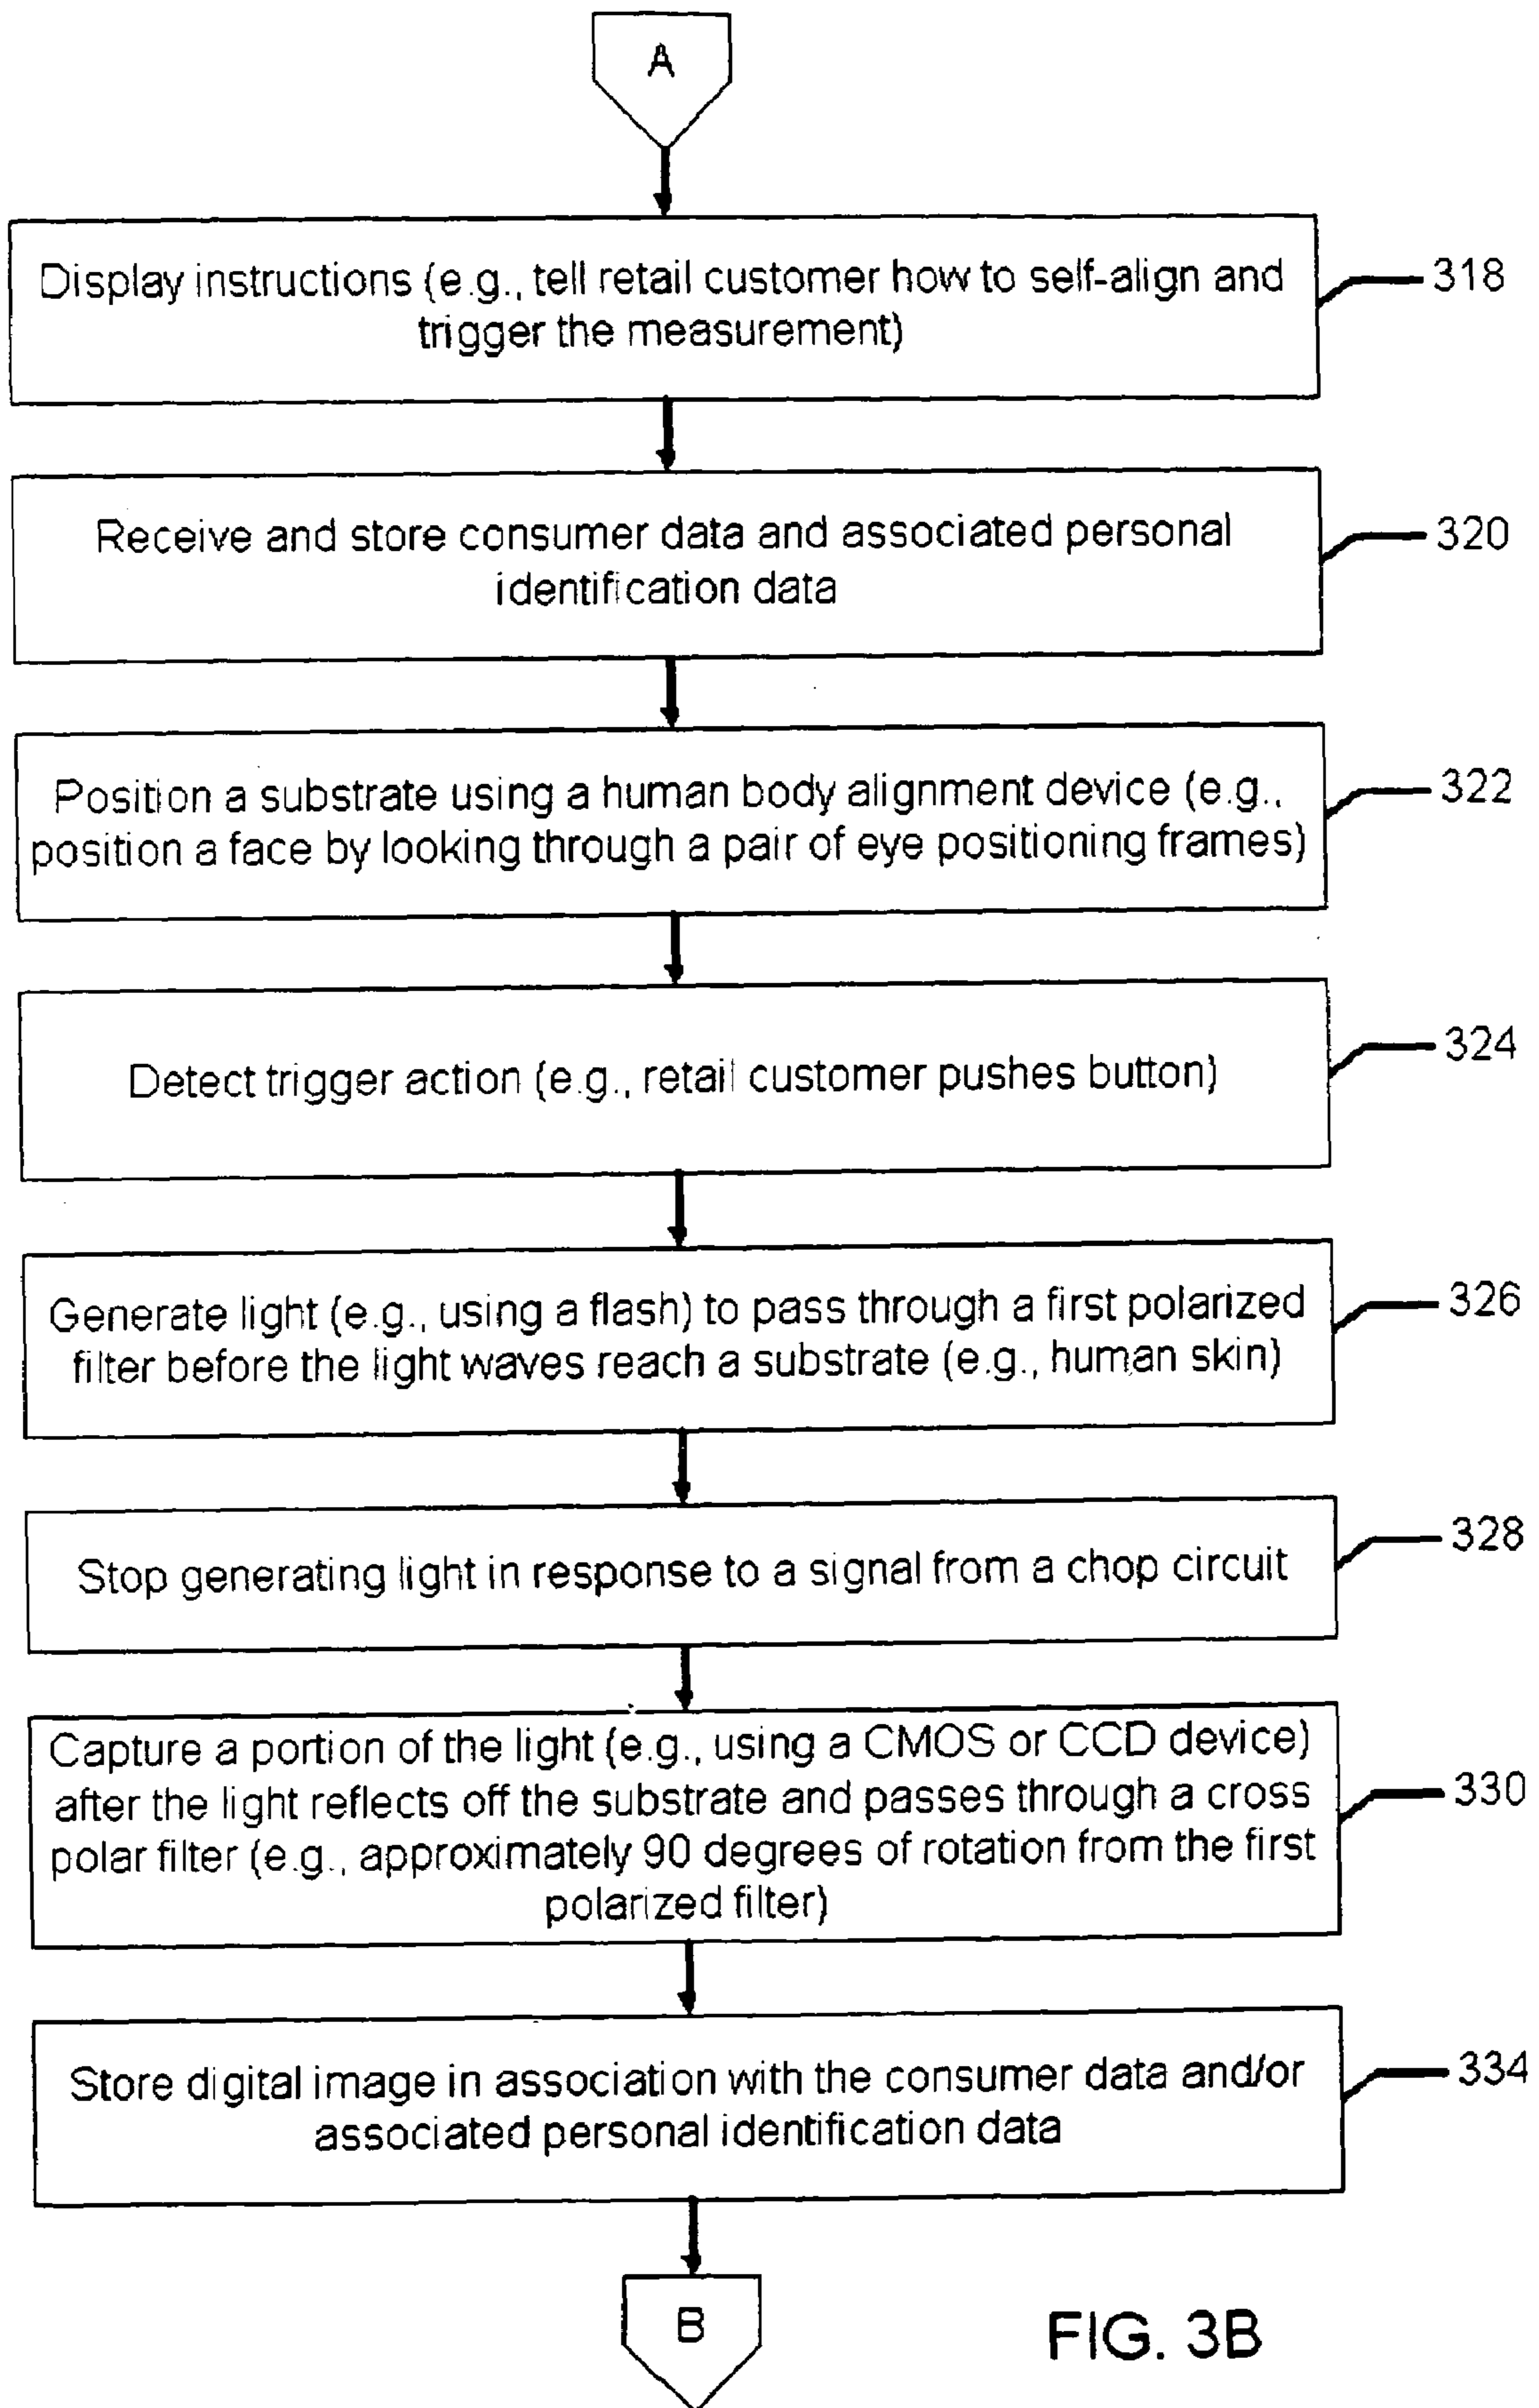 A
Display instructions (e.g., tell retail customer how to self-align and
trigger the measurement)
318
Receive and store consumer data and associated personal
identification data
320
Position a substrate using a human body alignment device (e.g.,
position a face by looking through a pair of eye positioning frames)
322
Detect trigger action (e.g., retail customer pushes button)
324
Generate light (e.g., using a flash) to pass through a first polarized
filter before the light waves reach a substrate (e.g., human skin)
326
Stop generating light in response to a signal from a chop circuit
328
Capture a portion of the light (e.g., using a CMOS or CCD device)
after the light reflects off the substrate and passes through a cross
polar filter (e.g., approximately 90 degrees of rotation from the first
polarized filter)
330
Store digital image in association with the consumer data and/or
associated personal identification data
334
B
FIG. 3B